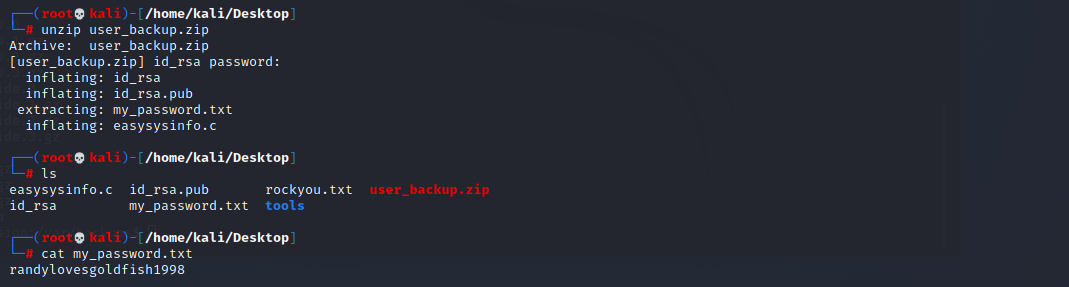 ┌──(root💀kali)-[/home/kali/Desktop]
└─# unzip user_backup.zip
Archive:  user_backup.zip
[user_backup.zip] id_rsa password:
  inflating: id_rsa
  inflating: id_rsa.pub
 extracting: my_password.txt
  inflating: easysysinfo.c
┌──(root💀kali)-[/home/kali/Desktop]
└─# ls
easysysinfo.c  id_rsa.pub       rockyou.txt  user_backup.zip
id_rsa         my_password.txt  tools
┌──(root💀kali)-[/home/kali/Desktop]
└─# cat my_password.txt
randylovesgoldfish1998